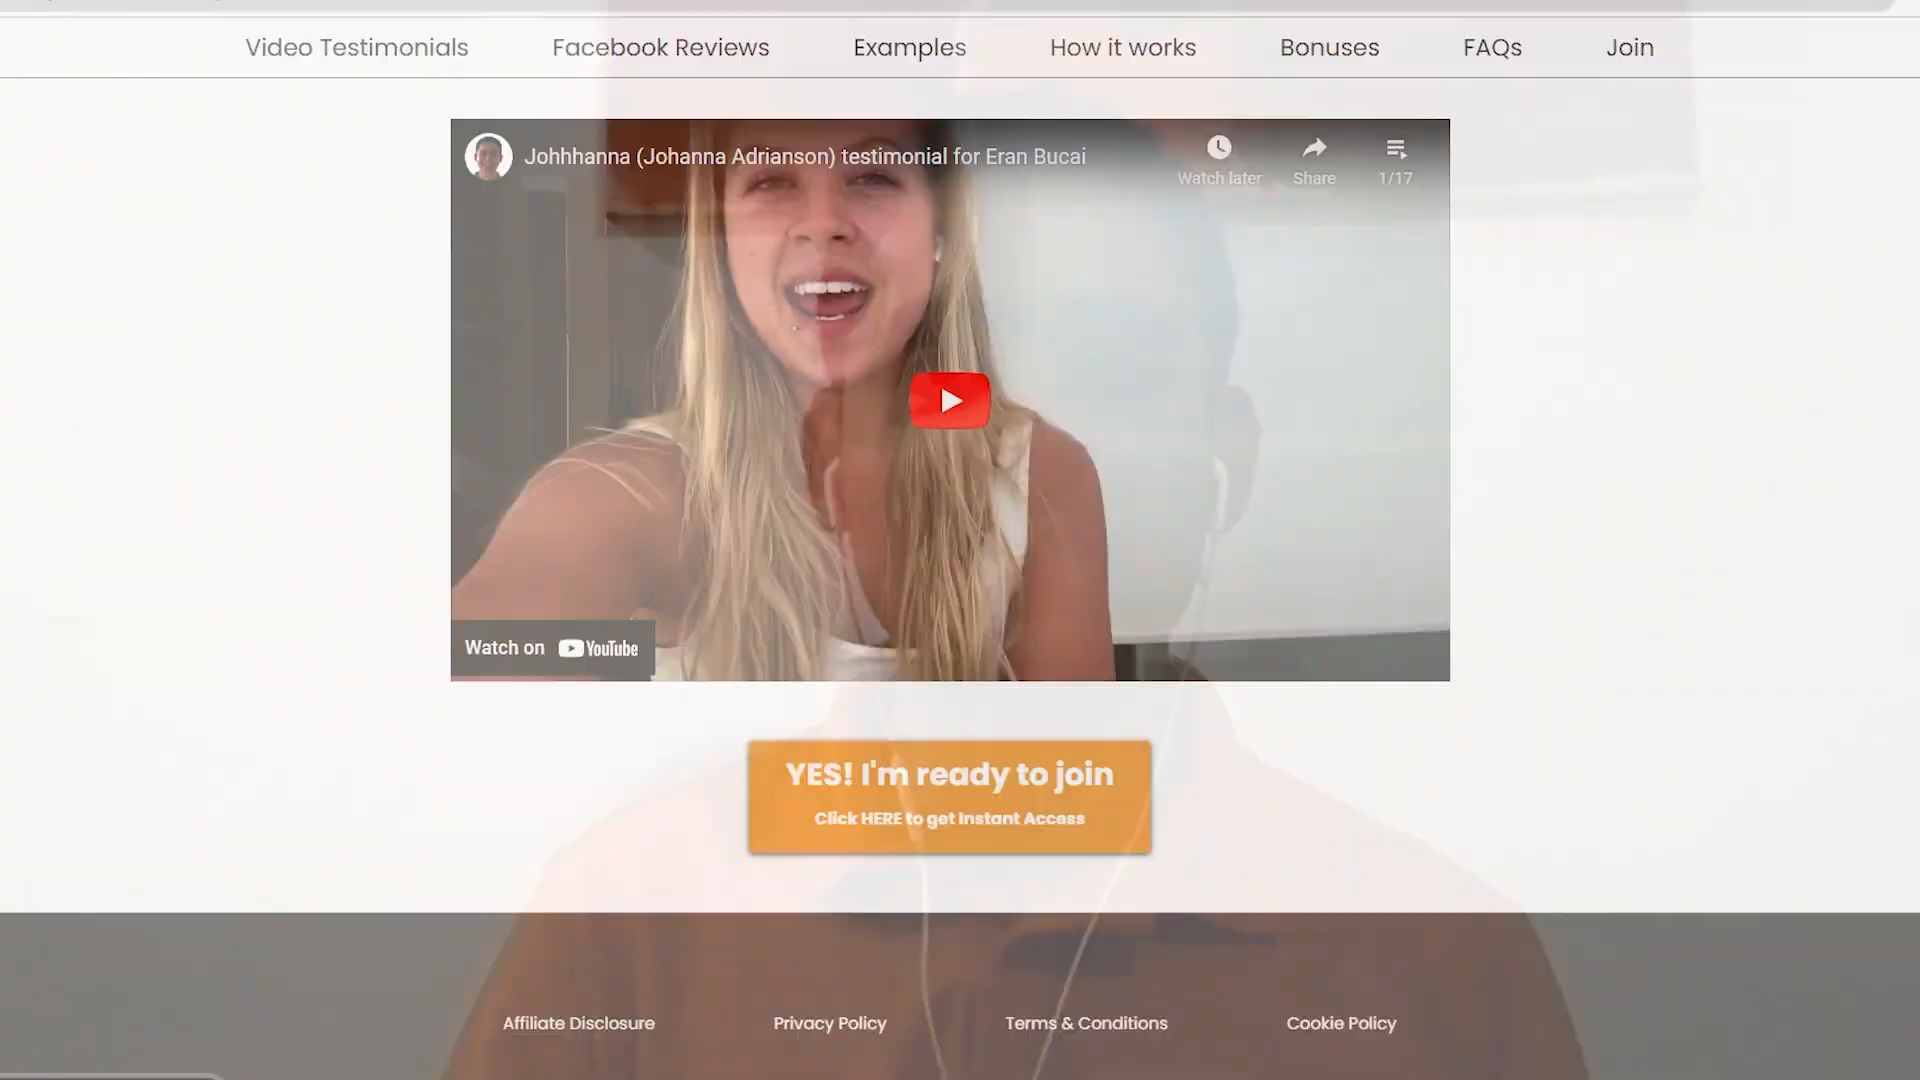 Video Testimonials
Facebook Reviews
Examples
How it works
Bonuses
FAQs
Join
Johhhanna (Johanna Adrianson) testimonial for Eran Bucai
Watch later
Share
1/17
Watch on YouTube
YES! I'm ready to join
Click HERE to get Instant Access
Affiliate Disclosure
Privacy Policy
Terms & Conditions
Cookie Policy